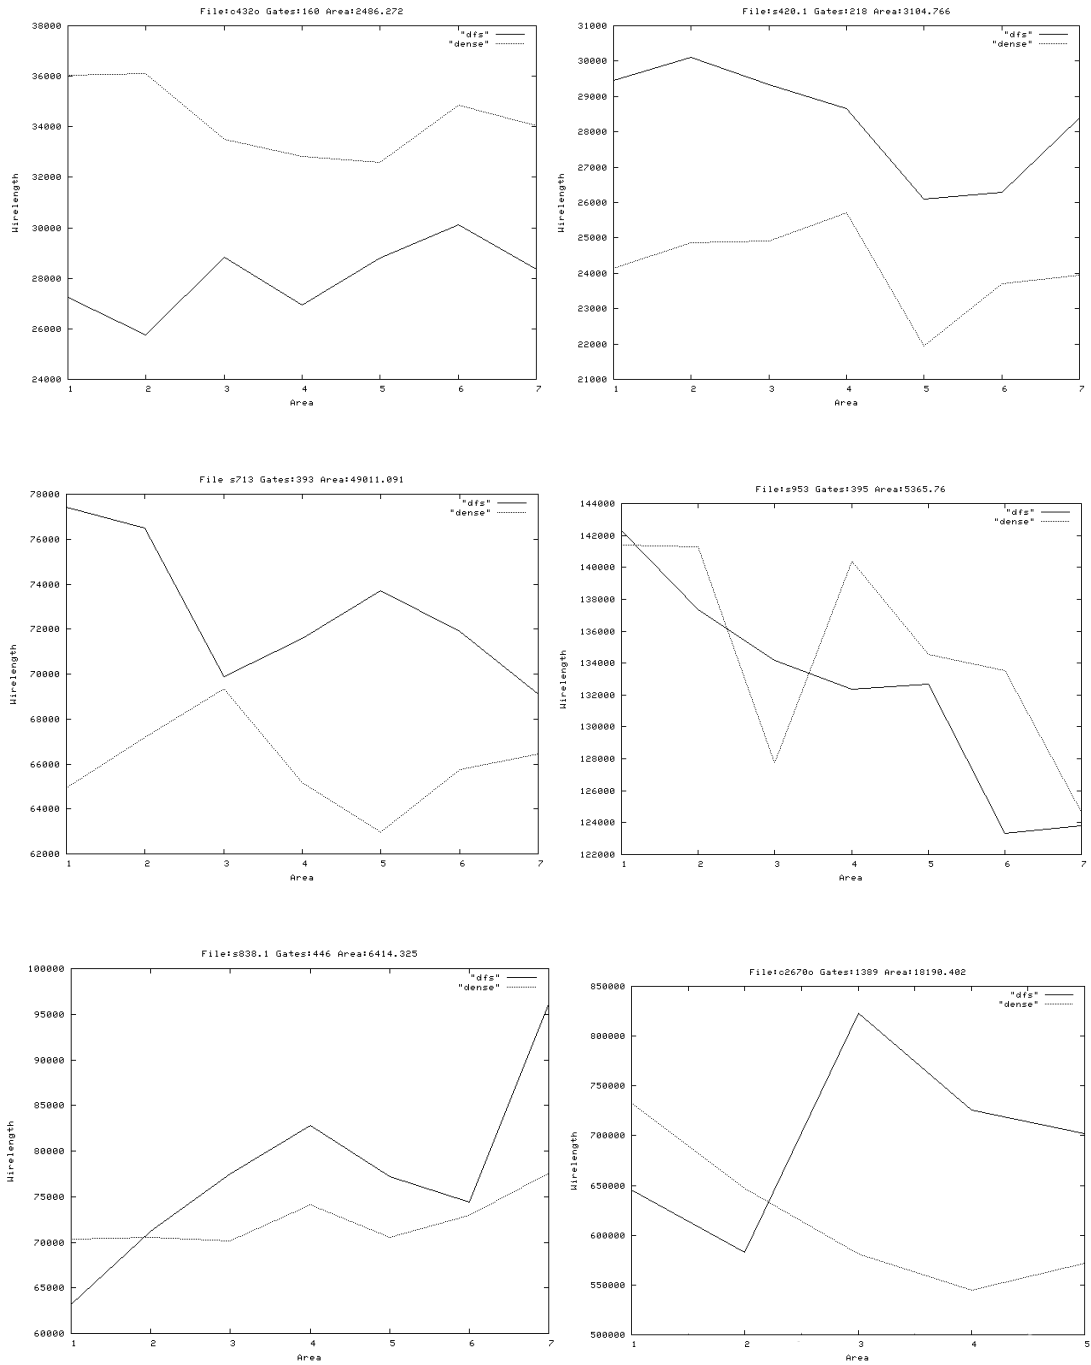 File:c432o Gates:160 Area:2486.272
38000
36000
34000
32000
30000
28000
26000
24000
Wirelength
"dfs"
"dense"
1 2 3 4 5 6 7
Area
File:s420.1 Gates:218 Area:3104.766
31000
30000
29000
28000
27000
26000
25000
24000
23000
22000
21000
Wirelength
"dfs"
"dense"
1 2 3 4 5 6 7
Area
File s713 Gates:393 Area:49011.091
78000
76000
74000
72000
70000
68000
66000
64000
62000
Wirelength
"dfs"
"dense"
1 2 3 4 5 6 7
Area
File:s953 Gates:395 Area:5365.76
144000
142000
140000
138000
136000
134000
132000
130000
128000
126000
124000
122000
Wirelength
"dfs"
"dense"
1 2 3 4 5 6 7
Area
File:s838.1 Gates:446 Area:6414.325
100000
95000
90000
85000
80000
75000
70000
65000
60000
Wirelength
"dfs"
"dense"
1 2 3 4 5 6 7
Area
File:c2670o Gates:1389 Area:18190.402
850000
800000
750000
700000
650000
600000
550000
500000
Wirelength
"dfs"
"dense"
1 2 3 4 5
Area